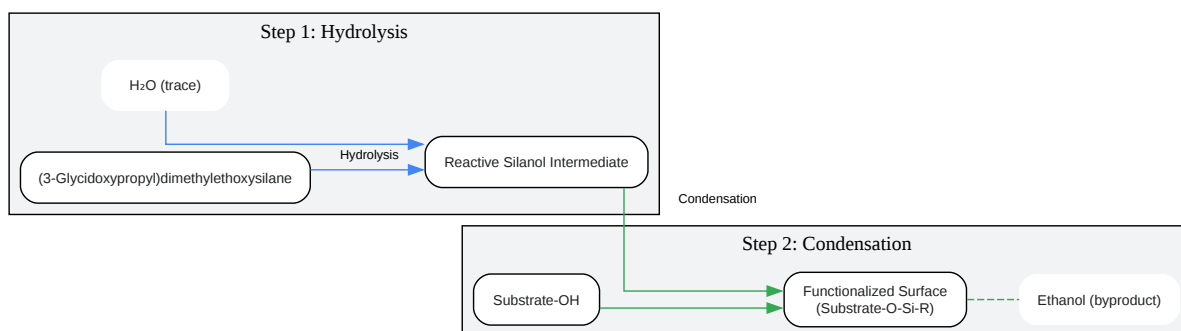 Step 1: Hydrolysis
H₂O (trace)
Hydrolysis
(3-Glycidoxypropyl)dimethylethoxysilane
Reactive Silanol Intermediate
Condensation
Step 2: Condensation
Substrate-OH
Functionalized Surface
(Substrate-O-Si-R)
Ethanol (byproduct)